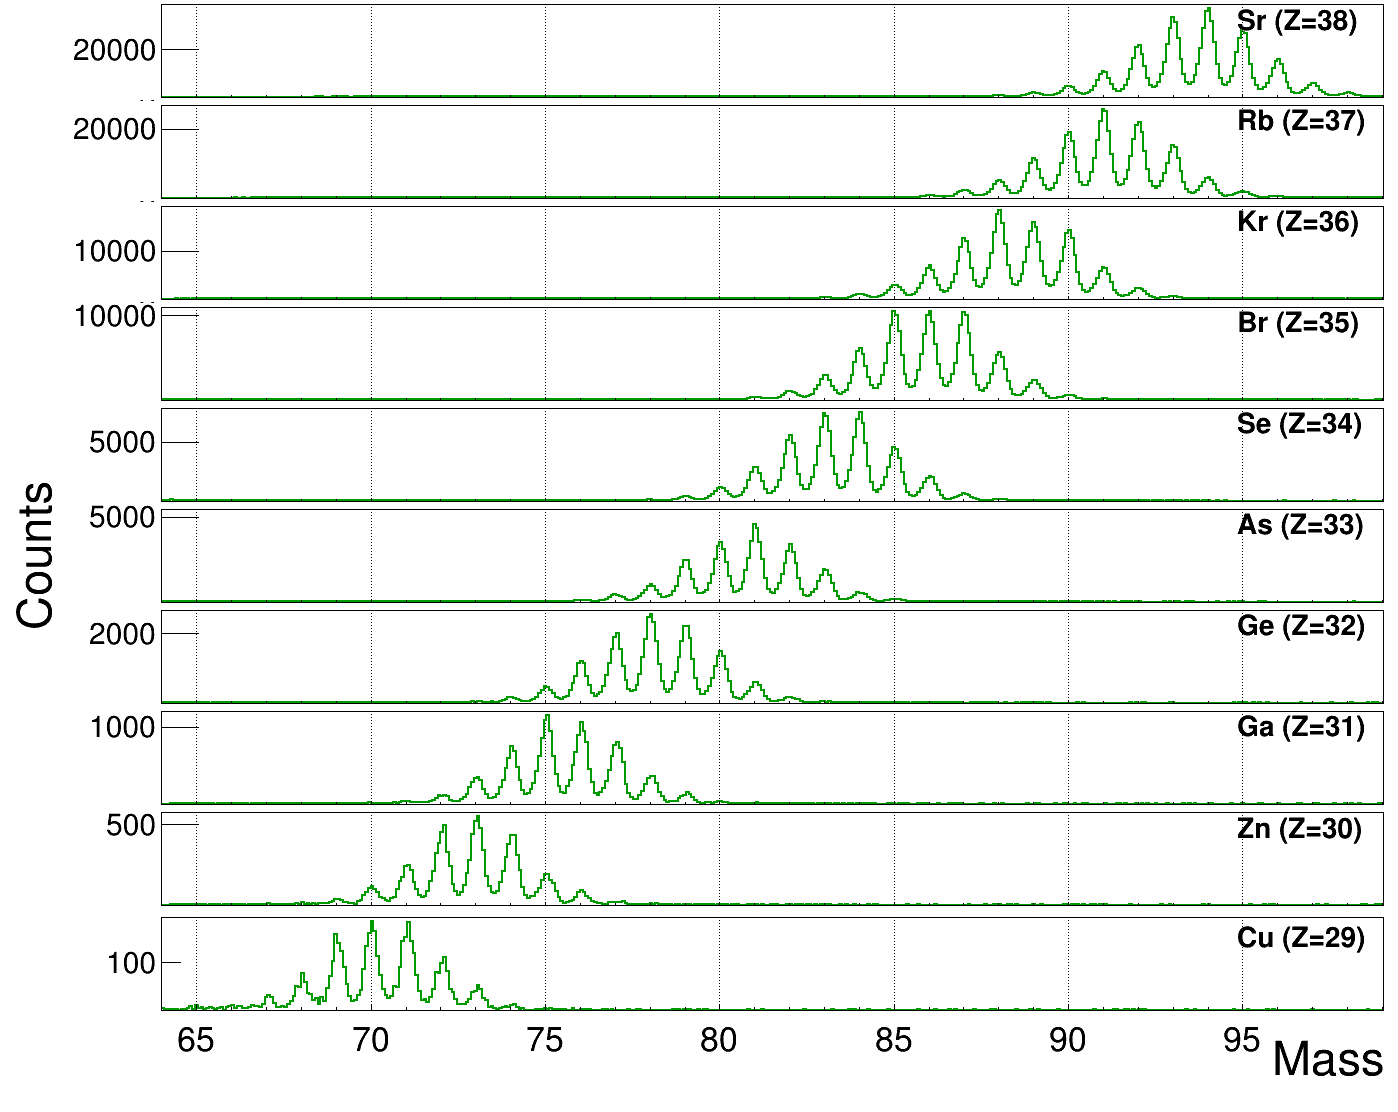 Counts
20000 Sr (Z=38)
20000 Rb (Z=37)
10000 Kr (Z=36)
10000 Br (Z=35)
5000 Se (Z=34)
5000 As (Z=33)
2000 Ge (Z=32)
1000 Ga (Z=31)
500 Zn (Z=30)
100 Cu (Z=29)
65 70 75 80 85 90 95
Mass